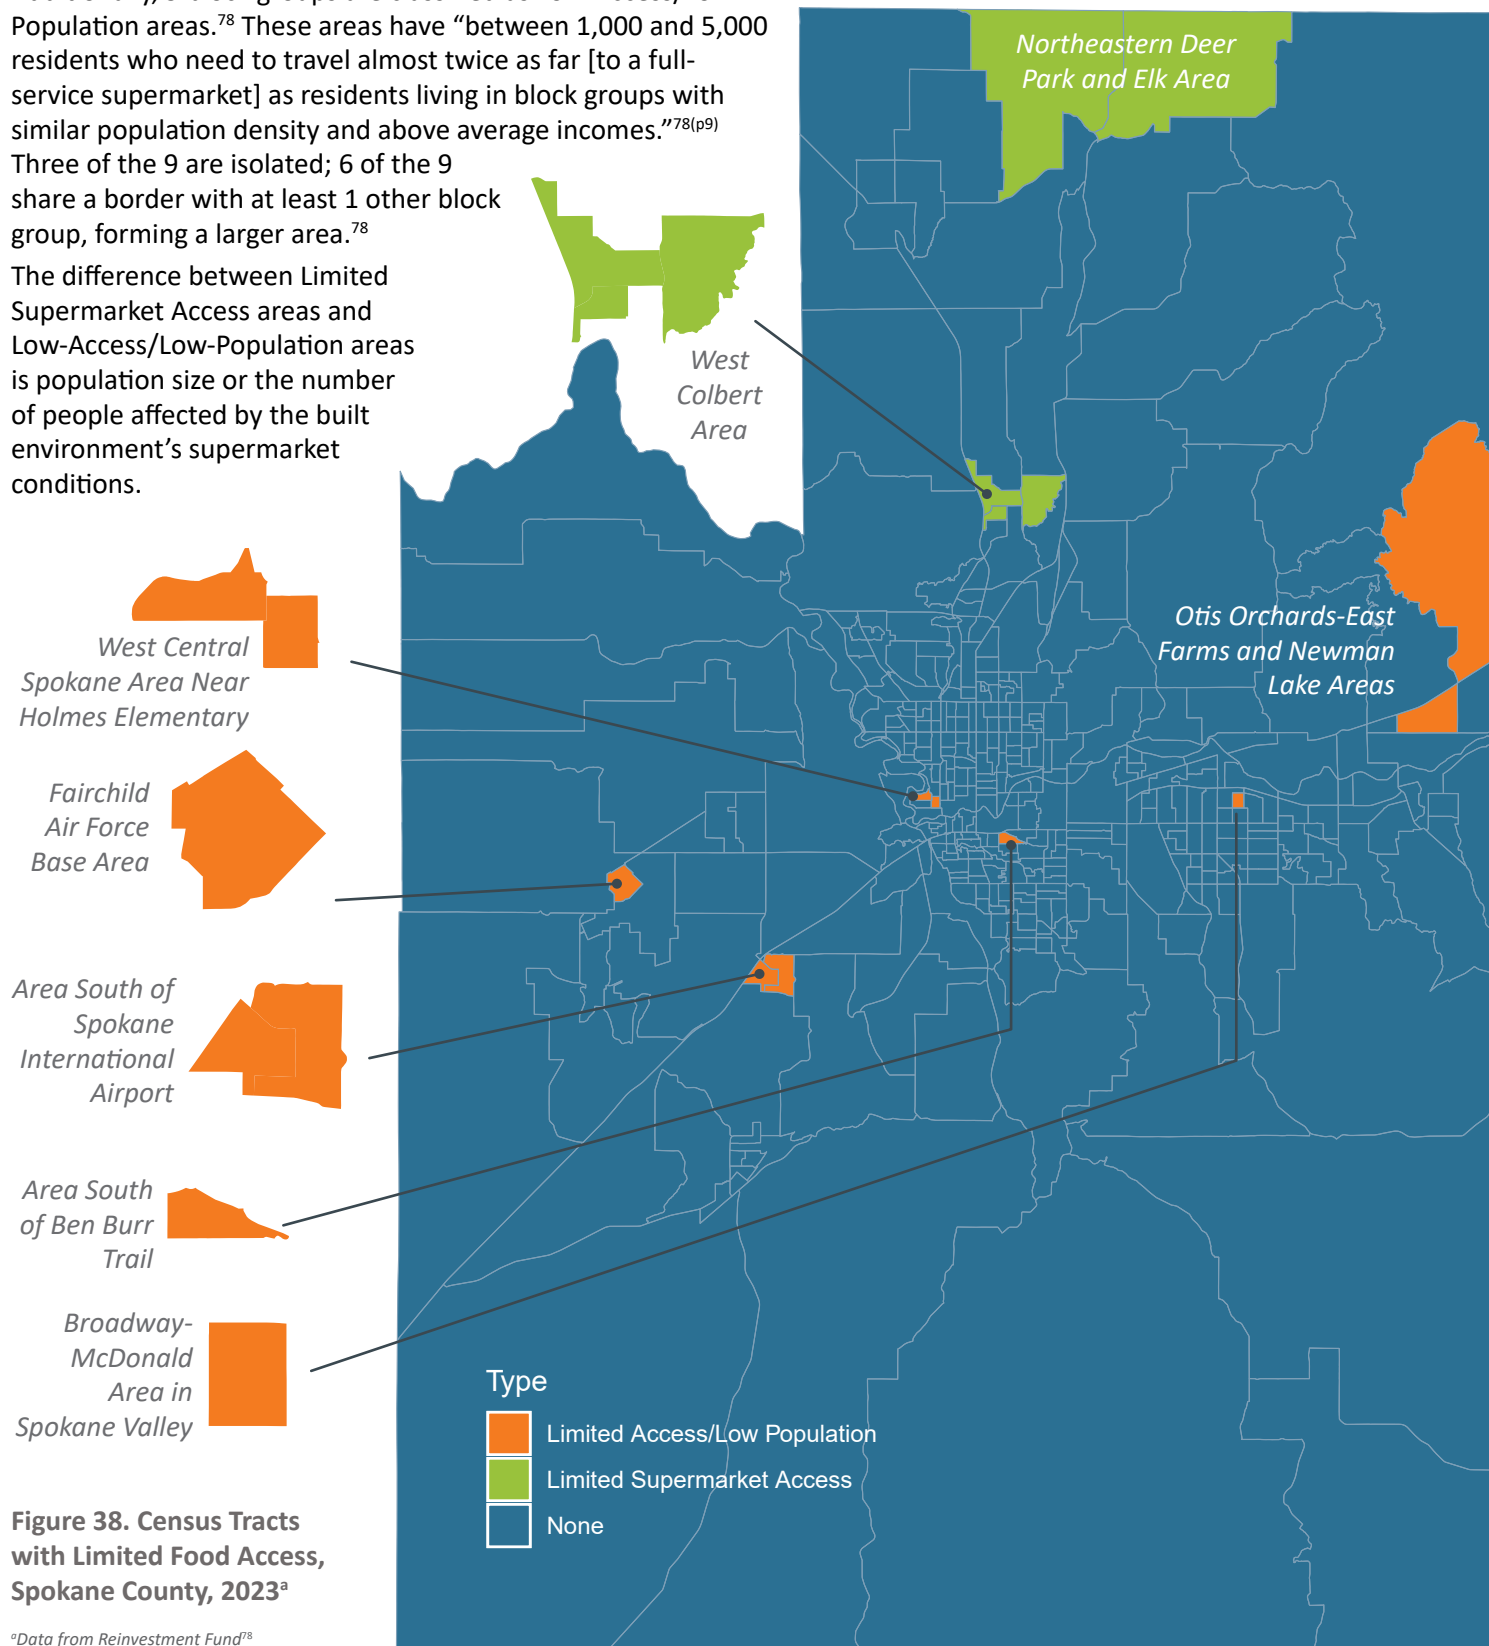 Population areas.78 These areas have “between 1,000 and 5,000
residents who need to travel almost twice as far [to a full-
service supermarket] as residents living in block groups with
similar population density and above average incomes.”78(p9)
Three of the 9 are isolated; 6 of the 9
share a border with at least 1 other block
group, forming a larger area.78
The difference between Limited
Supermarket Access areas and
Low-Access/Low-Population areas
is population size or the number
of people affected by the built
environment’s supermarket
conditions.
Northeastern Deer
Park and Elk Area
West
Colbert
Area
Otis Orchards-East
Farms and Newman
Lake Areas
West Central
Spokane Area Near
Holmes Elementary
Fairchild
Air Force
Base Area
Area South of
Spokane
International
Airport
Area South
of Ben Burr
Trail
Broadway-
McDonald
Area in
Spokane Valley
Type
Limited Access/Low Population
Limited Supermarket Access
None
Figure 38. Census Tracts
with Limited Food Access,
Spokane County, 2023a
aData from Reinvestment Fund78